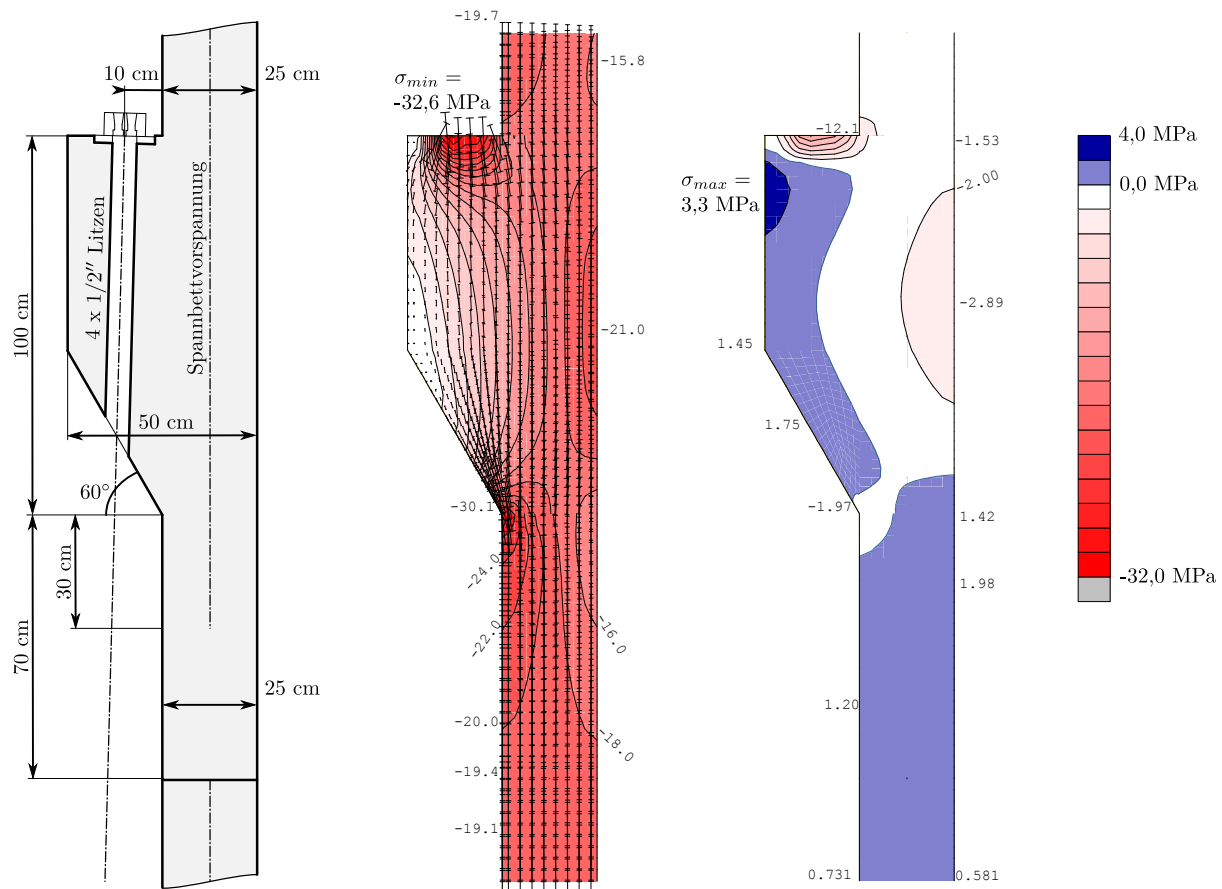 10 cm
25 cm
4 x 1/2″ Litzen
Spannbettvorspannung
100 cm
50 cm
60°
30 cm
70 cm
25 cm
-19.7
-15.8
σmin =
-32,6 MPa
-21.0
-30.1
-24.0
-22.0
-16.0
-20.0
-18.0
-19.4
-19.1
-12.1
-1.53
σmax =
3,3 MPa
-2.00
-2.89
1.45
1.75
-1.97
1.42
1.98
1.20
0.731
0.581
4,0 MPa
0,0 MPa
-32,0 MPa